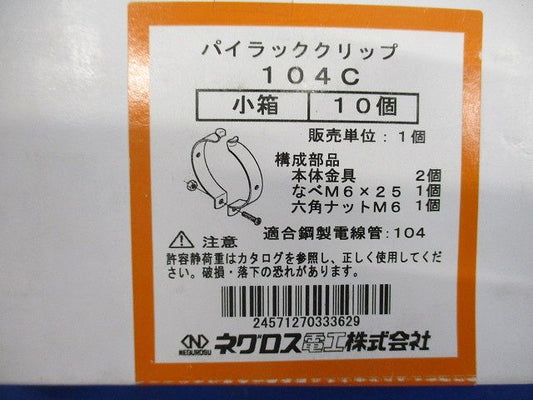 パイラッククリップ
104C
小箱 10個
販売単位：1個
構成部品
本体金具 2個
なべM6×25 1個
六角ナットM6 1個
注意 適合鋼製電線管：104
許容静荷重はカタログを参照し、正しく使用してくださ
い。破損・落下の恐れがあります。
24571270333629
NEGUROSU ネグロス電工株式会社